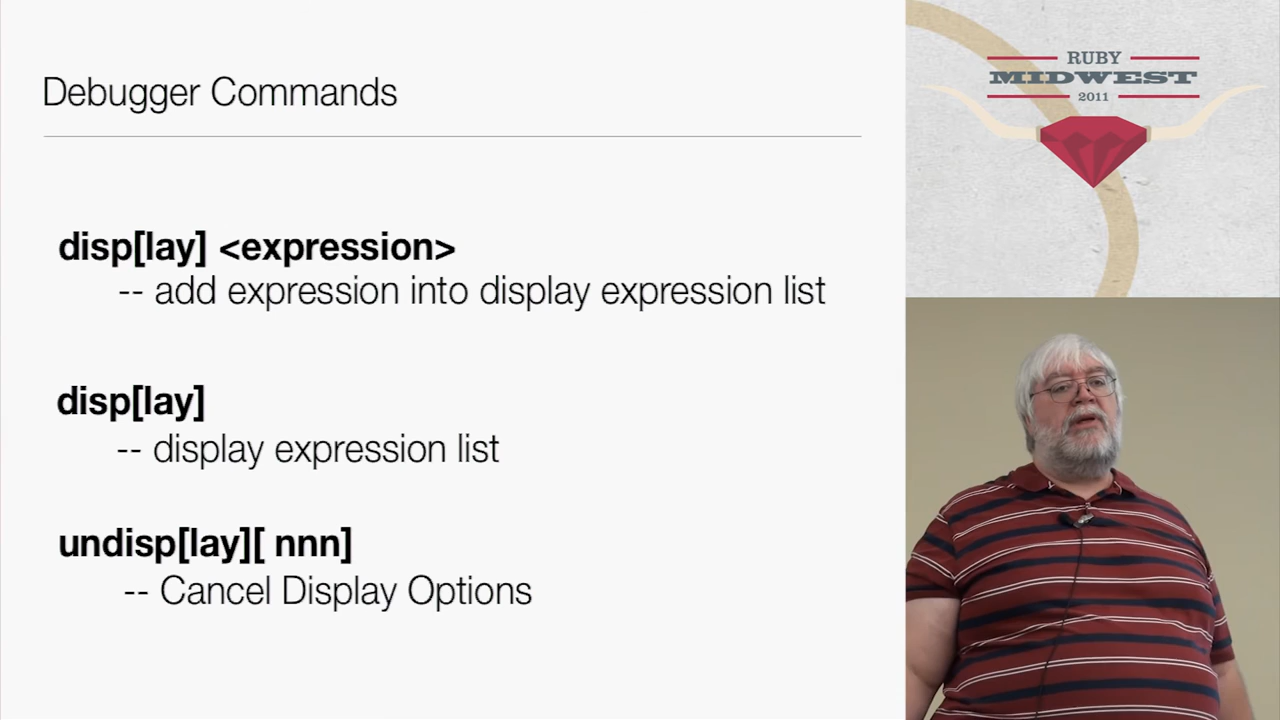 Debugger Commands
disp[lay] <expression>
-- add expression into display expression list
disp[lay]
-- display expression list
undisp[lay][ nnn]
-- Cancel Display Options
RUBY
MIDWEST
2011